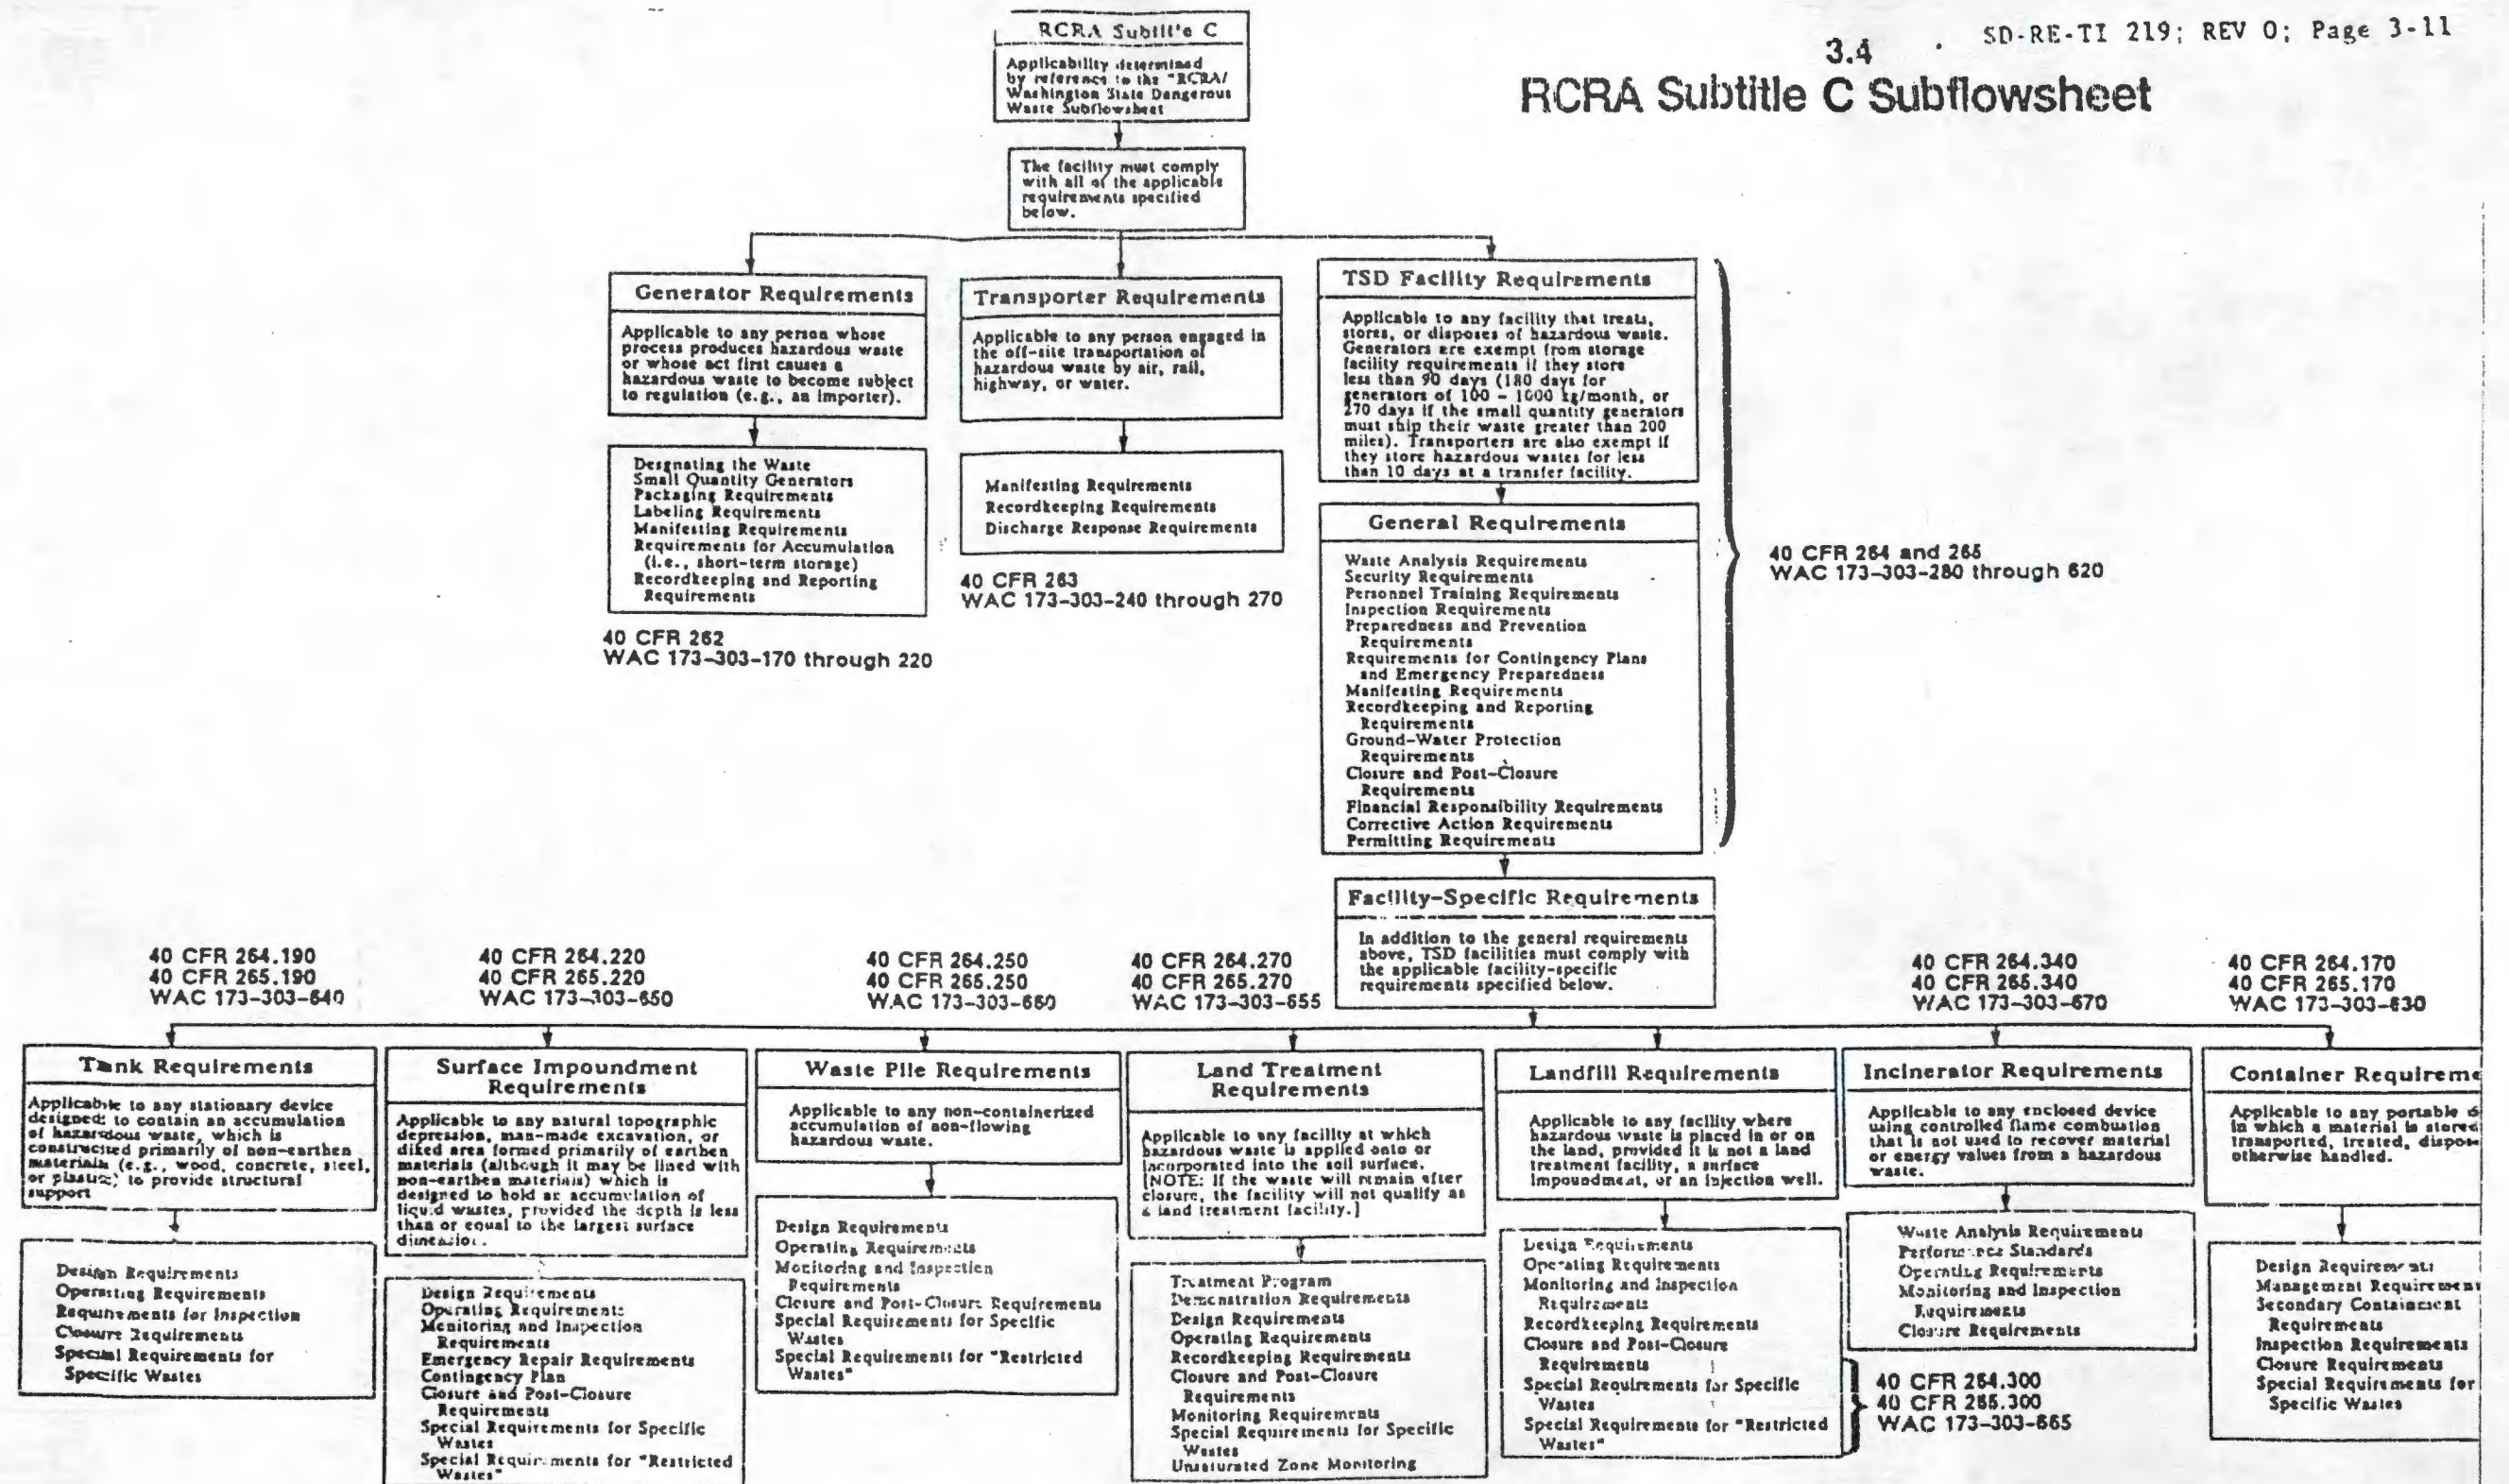 SD-RE-TI 219; REV 0; Page 3-11
3.4
RCRA Subtitle C Subflowsheet
RCRA Subtitle C
Applicability determined
by reference to the "RCRA/
Washington State Dangerous
Waste Subflowsheet
The facility must comply
with all of the applicable
requirements specified
below.
Generator Requirements
Applicable to any person whose
process produces hazardous waste
or whose act first causes a
hazardous waste to become subject
to regulation (e.g., an importer).
Designating the Waste
Small Quantity Generators
Packaging Requirements
Labeling Requirements
Manifesting Requirements
Requirements for Accumulation
(i.e., short-term storage)
Recordkeeping and Reporting
Requirements
40 CFR 262
WAC 173-303-170 through 220
Transporter Requirements
Applicable to any person engaged in
the off-site transportation of
hazardous waste by air, rail,
highway, or water.
Manifesting Requirements
Recordkeeping Requirements
Discharge Response Requirements
40 CFR 263
WAC 173-303-240 through 270
TSD Facility Requirements
Applicable to any facility that treats,
stores, or disposes of hazardous waste.
Generators are exempt from storage
facility requirements if they store
less than 90 days (180 days for
generators of 100 - 1000 kg/month, or
270 days if the small quantity generators
must ship their waste greater than 200
miles). Transporters are also exempt if
they store hazardous wastes for less
than 10 days at a transfer facility.
General Requirements
Waste Analysis Requirements
Security Requirements
Personnel Training Requirements
Inspection Requirements
Preparedness and Prevention
Requirements
Requirements for Contingency Plans
and Emergency Preparedness
Manifesting Requirements
Recordkeeping and Reporting
Requirements
Ground-Water Protection
Requirements
Closure and Post-Closure
Requirements
Financial Responsibility Requirements
Corrective Action Requirements
Permitting Requirements
40 CFR 264 and 265
WAC 173-303-280 through 620
Facility-Specific Requirements
In addition to the general requirements
above, TSD facilities must comply with
the applicable facility-specific
requirements specified below.
40 CFR 264.190
40 CFR 265.190
WAC 173-303-640
Tank Requirements
Applicable to any stationary device
designed to contain an accumulation
of hazardous waste, which is
constructed primarily of non-earthen
materials (e.g., wood, concrete, steel,
or plastic) to provide structural
support
Design Requirements
Operating Requirements
Requirements for Inspection
Closure Requirements
Special Requirements for
Specific Wastes
40 CFR 264.220
40 CFR 265.220
WAC 173-303-650
Surface Impoundment
Requirements
Applicable to any natural topographic
depression, man-made excavation, or
diked area formed primarily of earthen
materials (although it may be lined with
non-earthen materials) which is
designed to hold an accumulation of
liquid wastes, provided the depth is less
than or equal to the largest surface
dimension.
Design Requirements
Operating Requirements
Monitoring and Inspection
Requirements
Emergency Repair Requirements
Contingency Plan
Closure and Post-Closure
Requirements
Special Requirements for Specific
Wastes
Special Requirements for "Restricted
Wastes"
40 CFR 264.250
40 CFR 265.250
WAC 173-303-660
Waste Pile Requirements
Applicable to any non-containerized
accumulation of non-flowing
hazardous waste.
Design Requirements
Operating Requirements
Monitoring and Inspection
Requirements
Closure and Post-Closure Requirements
Special Requirements for Specific
Wastes
Special Requirements for "Restricted
Wastes"
40 CFR 264.270
40 CFR 265.270
WAC 173-303-655
Land Treatment
Requirements
Applicable to any facility at which
hazardous waste is applied onto or
incorporated into the soil surface.
[NOTE: If the waste will remain after
closure, the facility will not qualify as
a land treatment facility.]
Treatment Program
Demonstration Requirements
Design Requirements
Operating Requirements
Recordkeeping Requirements
Closure and Post-Closure
Requirements
Monitoring Requirements
Special Requirements for Specific
Wastes
Unsaturated Zone Monitoring
Landfill Requirements
Applicable to any facility where
hazardous waste is placed in or on
the land, provided it is not a land
treatment facility, a surface
impoundment, or an injection well.
Design Requirements
Operating Requirements
Monitoring and Inspection
Requirements
Recordkeeping Requirements
Closure and Post-Closure
Requirements
Special Requirements for Specific
Wastes
Special Requirements for "Restricted
Wastes"
40 CFR 264.300
40 CFR 265.300
WAC 173-303-665
40 CFR 264.340
40 CFR 265.340
WAC 173-303-670
Incinerator Requirements
Applicable to any enclosed device
using controlled flame combustion
that is not used to recover material
or energy values from a hazardous
waste.
Waste Analysis Requirements
Performance Standards
Operating Requirements
Monitoring and Inspection
Requirements
Closure Requirements
40 CFR 264.170
40 CFR 265.170
WAC 173-303-630
Container Requireme
Applicable to any portable
in which a material is stored
transported, treated, dispos
otherwise handled.
Design Requirements
Management Requirement
Secondary Containment
Requirements
Inspection Requirements
Closure Requirements
Special Requirements for
Specific Wastes